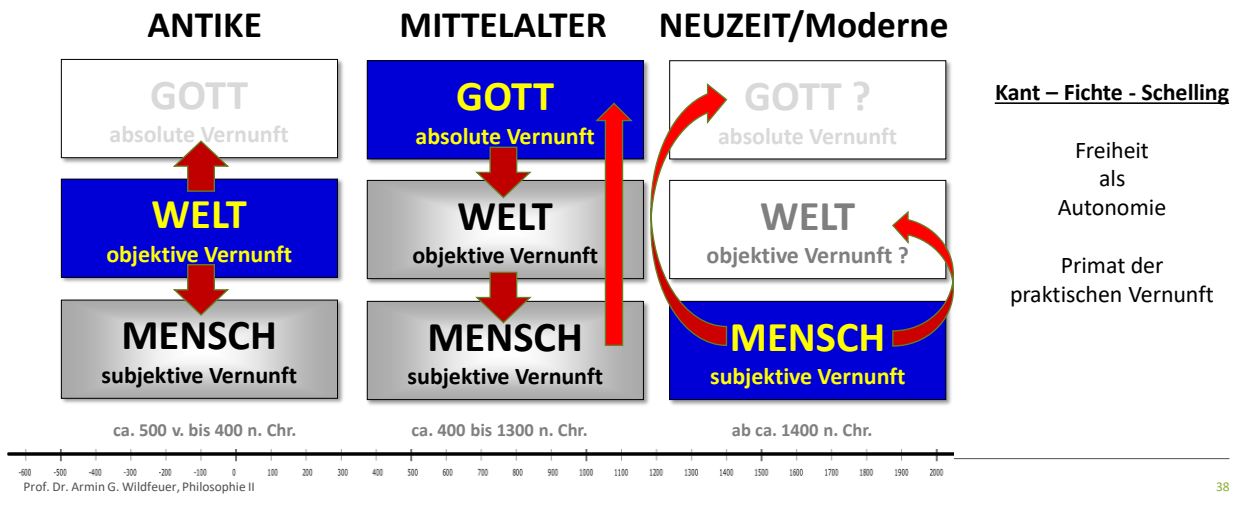 ANTIKE
GOTT
absolute Vernunft
WELT
objektive Vernunft
MENSCH
subjektive Vernunft
ca. 500 v. bis 400 n. Chr.
MITTELALTER
GOTT
absolute Vernunft
WELT
objektive Vernunft
MENSCH
subjektive Vernunft
ca. 400 bis 1300 n. Chr.
NEUZEIT/Moderne
GOTT ?
absolute Vernunft
WELT
objektive Vernunft ?
MENSCH
subjektive Vernunft
ab ca. 1400 n. Chr.
Kant – Fichte - Schelling
Freiheit
als
Autonomie
Primat der
praktischen Vernunft
-600 -500 -400 -300 -200 -100 0 100 200 300 400 500 600 700 800 900 1000 1100 1200 1300 1400 1500 1600 1700 1800 1900 2000
Prof. Dr. Armin G. Wildfeuer, Philosophie II
38